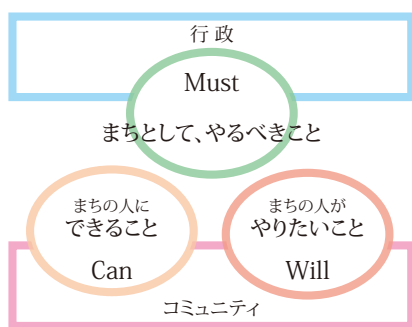 行政
Must
まちとして、やるべきこと
まちの人に
できること
Can
まちの人が
やりたいこと
Will
コミュニティ